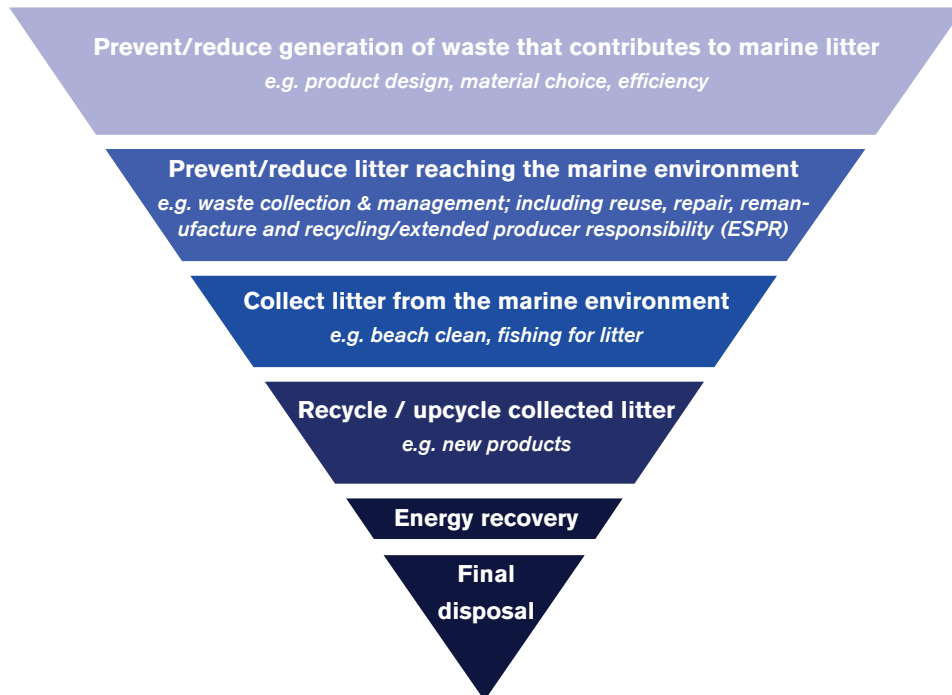 Prevent/reduce generation of waste that contributes to marine litter
e.g. product design, material choice, efficiency
Prevent/reduce litter reaching the marine environment
e.g. waste collection & management; including reuse, repair, reman-
ufacture and recycling/extended producer responsibility (ESPR)
Collect litter from the marine environment
e.g. beach clean, fishing for litter
Recycle / upcycle collected litter
e.g. new products
Energy recovery
Final
disposal